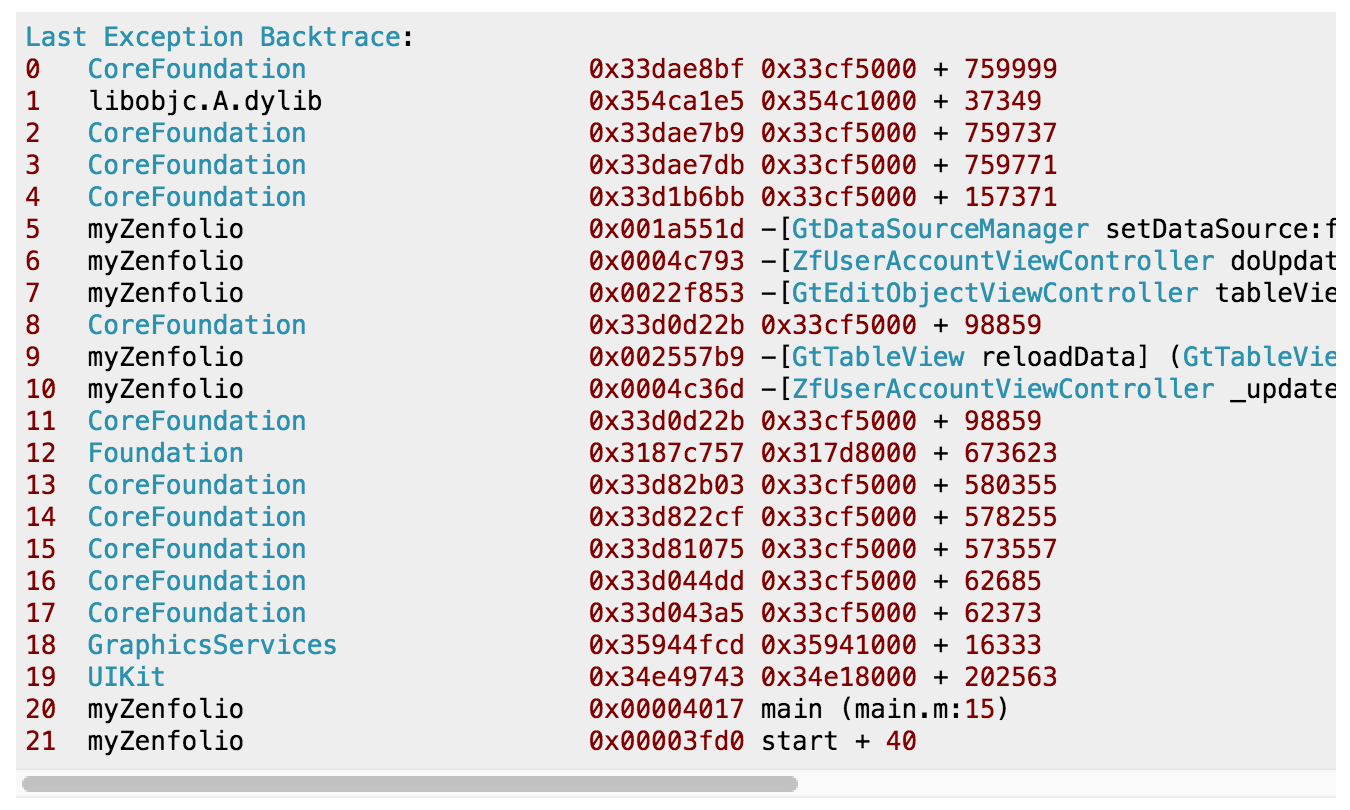 Last Exception Backtrace:
0   CoreFoundation                  0x33dae8bf 0x33cf5000 + 759999
1   libobjc.A.dylib                 0x354ca1e5 0x354c1000 + 37349
2   CoreFoundation                  0x33dae7b9 0x33cf5000 + 759737
3   CoreFoundation                  0x33dae7db 0x33cf5000 + 759771
4   CoreFoundation                  0x33d1b6bb 0x33cf5000 + 157371
5   myZenfolio                      0x001a551d -[GtDataSourceManager setDataSource:f
6   myZenfolio                      0x0004c793 -[ZfUserAccountViewController doUpdat
7   myZenfolio                      0x0022f853 -[GtEditObjectViewController tableVie
8   CoreFoundation                  0x33d0d22b 0x33cf5000 + 98859
9   myZenfolio                      0x002557b9 -[GtTableView reloadData] (GtTableVie
10  myZenfolio                      0x0004c36d -[ZfUserAccountViewController _update
11  CoreFoundation                  0x33d0d22b 0x33cf5000 + 98859
12  Foundation                      0x3187c757 0x317d8000 + 673623
13  CoreFoundation                  0x33d82b03 0x33cf5000 + 580355
14  CoreFoundation                  0x33d822cf 0x33cf5000 + 578255
15  CoreFoundation                  0x33d81075 0x33cf5000 + 573557
16  CoreFoundation                  0x33d044dd 0x33cf5000 + 62685
17  CoreFoundation                  0x33d043a5 0x33cf5000 + 62373
18  GraphicsServices                0x35944fcd 0x35941000 + 16333
19  UIKit                           0x34e49743 0x34e18000 + 202563
20  myZenfolio                      0x00004017 main (main.m:15)
21  myZenfolio                      0x00003fd0 start + 40